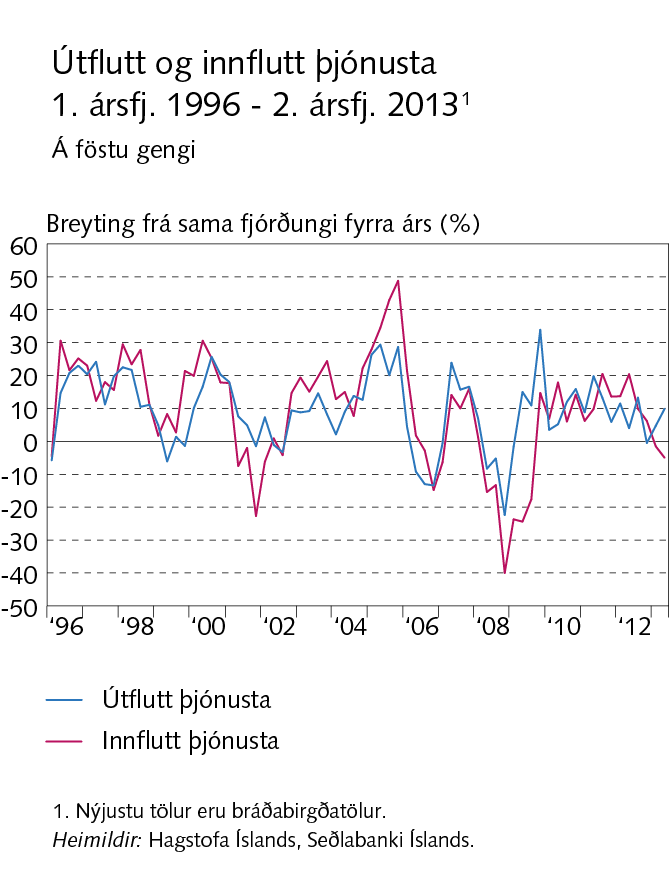 Útflutt og innflutt þjónusta
1. ársfj. 1996 - 2. ársfj. 2013¹
Á föstu gengi
Breyting frá sama fjórðungi fyrra árs (%)
60
50
40
30
20
10
0
-10
-20
-30
-40
-50
‘96 ‘98 ‘00 ‘02 ‘04 ‘06 ‘08 ‘10 ‘12
Útflutt þjónusta
Innflutt þjónusta
1. Nýjustu tölur eru bráðabirgðatölur.
Heimildir: Hagstofa Íslands, Seðlabanki Íslands.